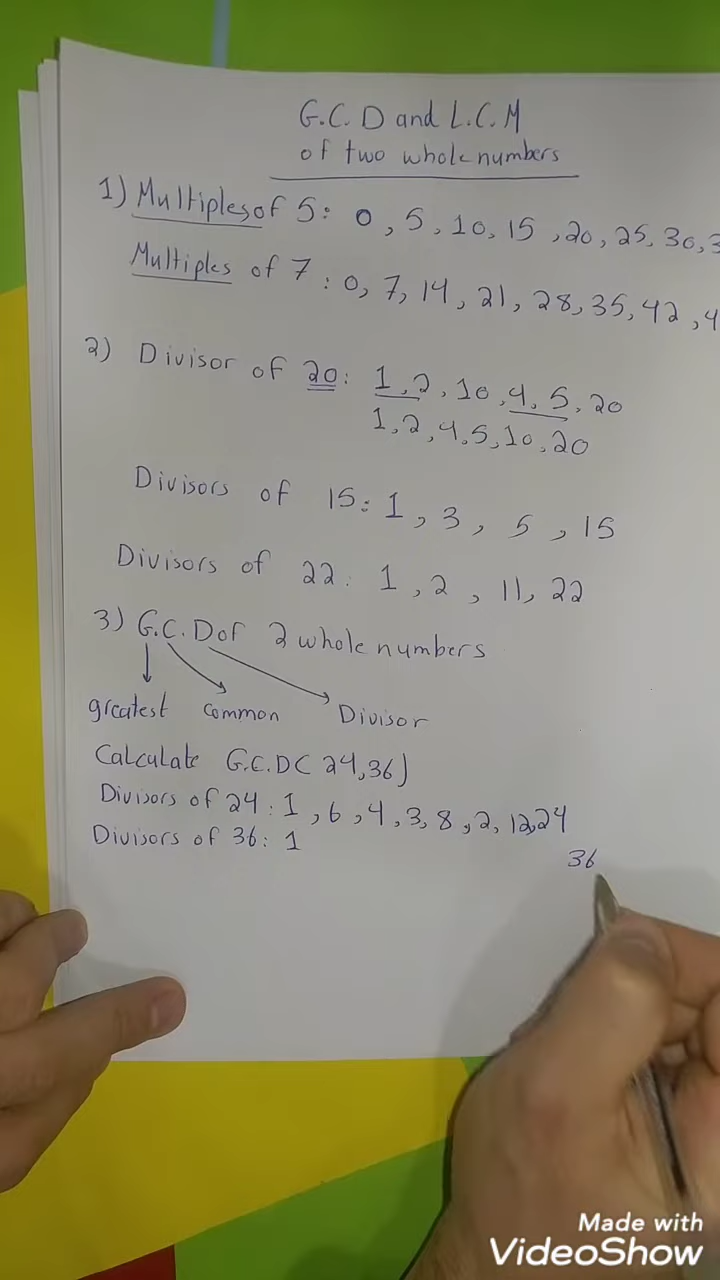 G.C.D and L.C.M
of two whole numbers
1) Multiples of 5: 0, 5, 10, 15, 20, 25, 30, 3
Multiples of 7: 0, 7, 14, 21, 28, 35, 42, 4
2) Divisor of 20: 1, 2, 10, 4, 5, 20
1, 2, 4, 5, 10, 20
Divisors of 15: 1, 3, 5, 15
Divisors of 22: 1, 2, 11, 22
3) G.C.D of 2 whole numbers
greatest common Divisor
Calculate G.C.D( 24,36)
Divisors of 24: 1, 6, 4, 3, 8, 2, 12, 24
Divisors of 36: 1
36
Made with
VideoShow